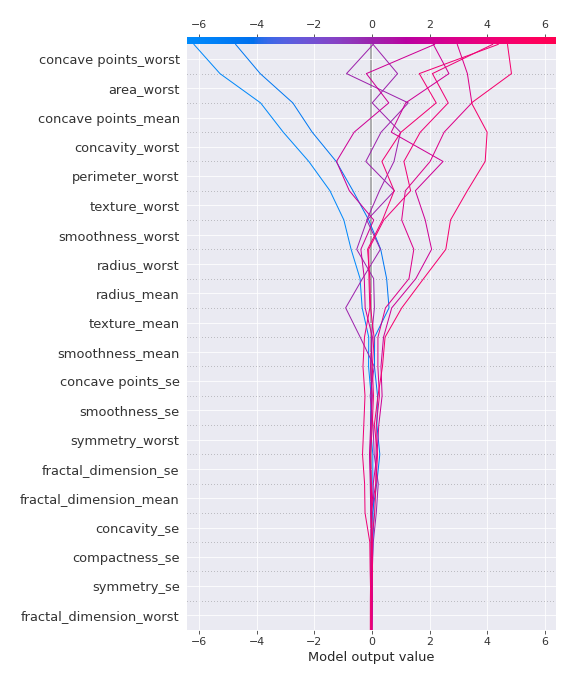 −6 −4 −2 0 2 4 6
concave points_worst
area_worst
concave points_mean
concavity_worst
perimeter_worst
texture_worst
smoothness_worst
radius_worst
radius_mean
texture_mean
smoothness_mean
concave points_se
smoothness_se
symmetry_worst
fractal_dimension_se
fractal_dimension_mean
concavity_se
compactness_se
symmetry_se
fractal_dimension_worst
−6 −4 −2 0 2 4 6
Model output value